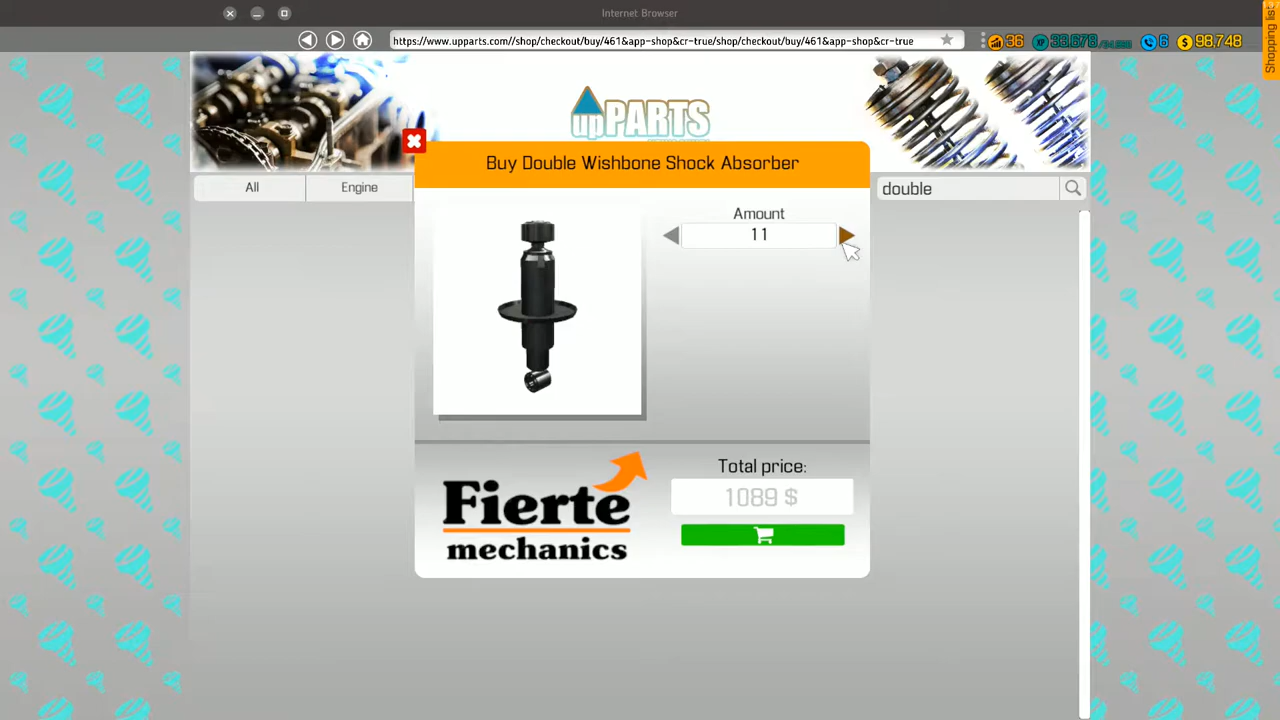 Internet Browser
https://www.upparts.com//shop/checkout/buy/461&app-shop&cr-true/shop/checkout/buy/461&app-shop&cr-true
36
XP
6
$ 98,748
Shopping list
upPARTS
Buy Double Wishbone Shock Absorber
All
Engine
double
Amount
11
Fierte
mechanics
Total price:
1089 $